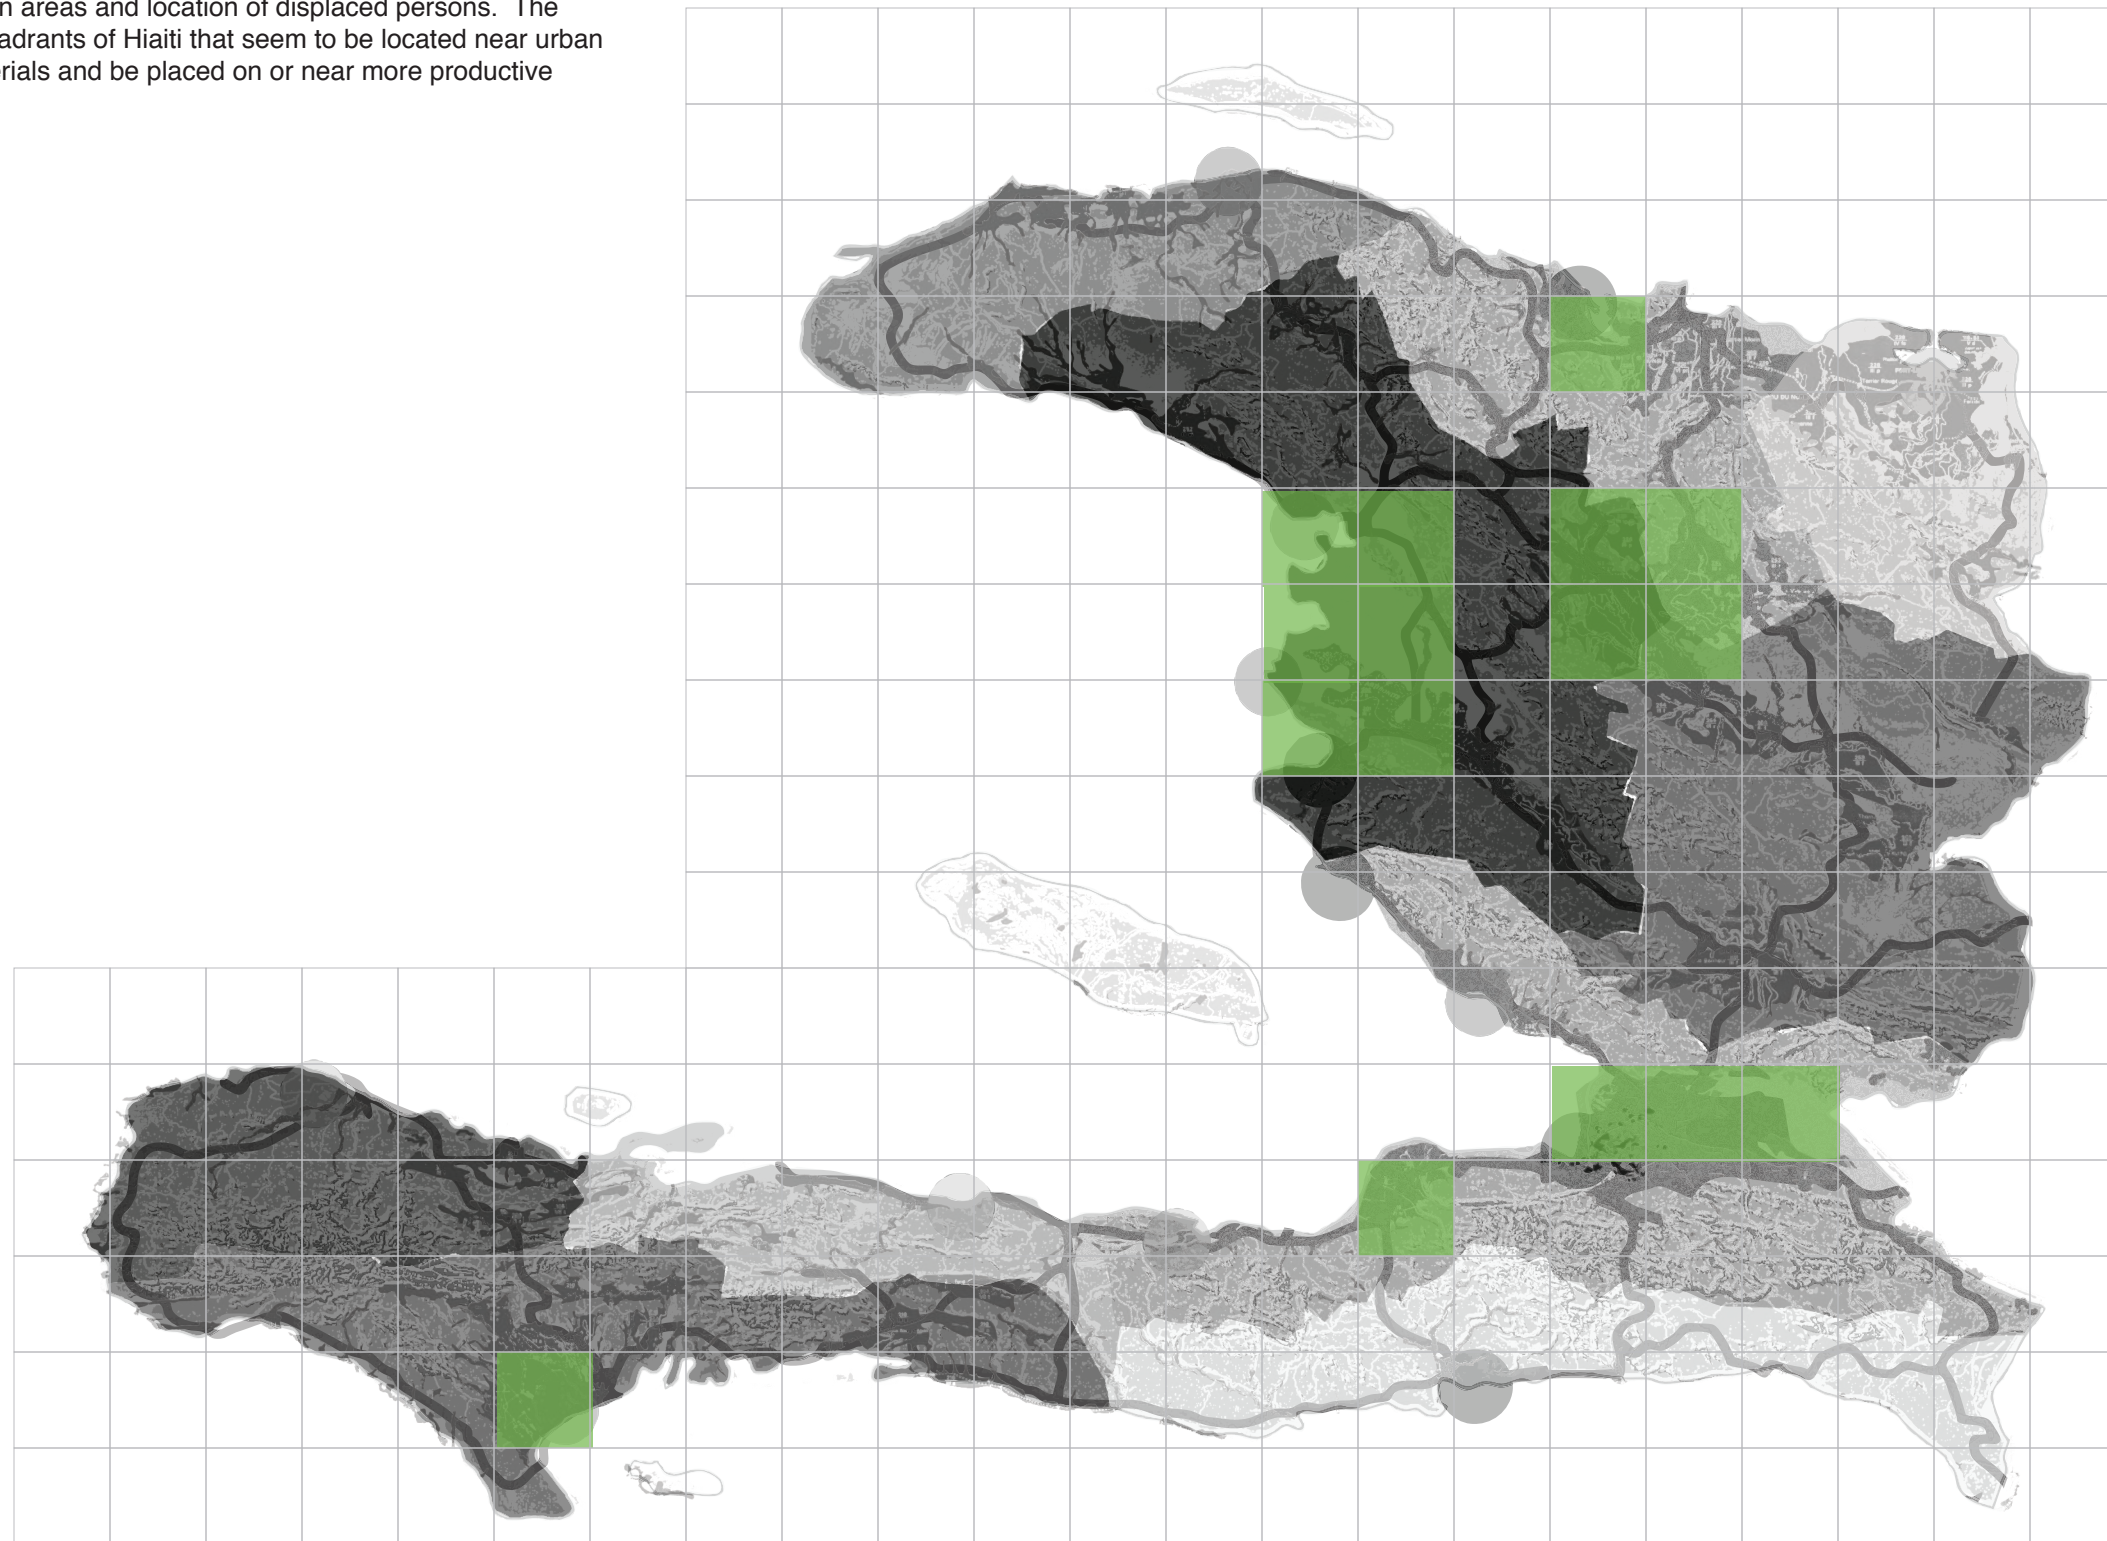 n areas and location of displaced persons. The
adrants of Hiaiti that seem to be located near urban
erials and be placed on or near more productive